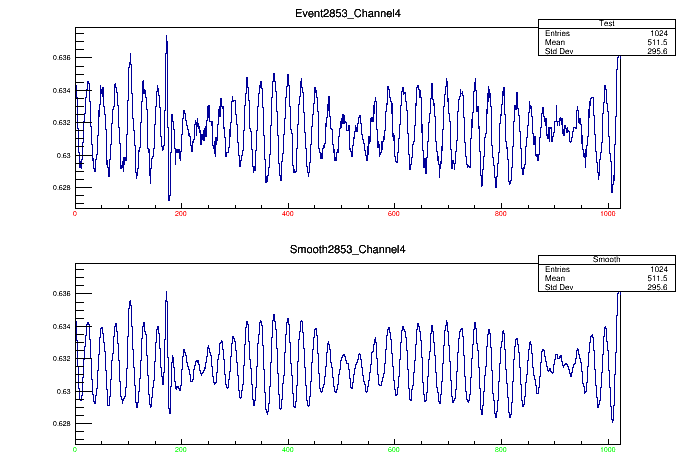 Event2853_Channel4
Test
Entries 1024
Mean 511.5
Std Dev 295.6
0.636
0.634
0.632
0.63
0.628
0 200 400 600 800 1000
Smooth2853_Channel4
Smooth
Entries 1024
Mean 511.5
Std Dev 295.6
0.636
0.634
0.632
0.63
0.628
0 200 400 600 800 1000